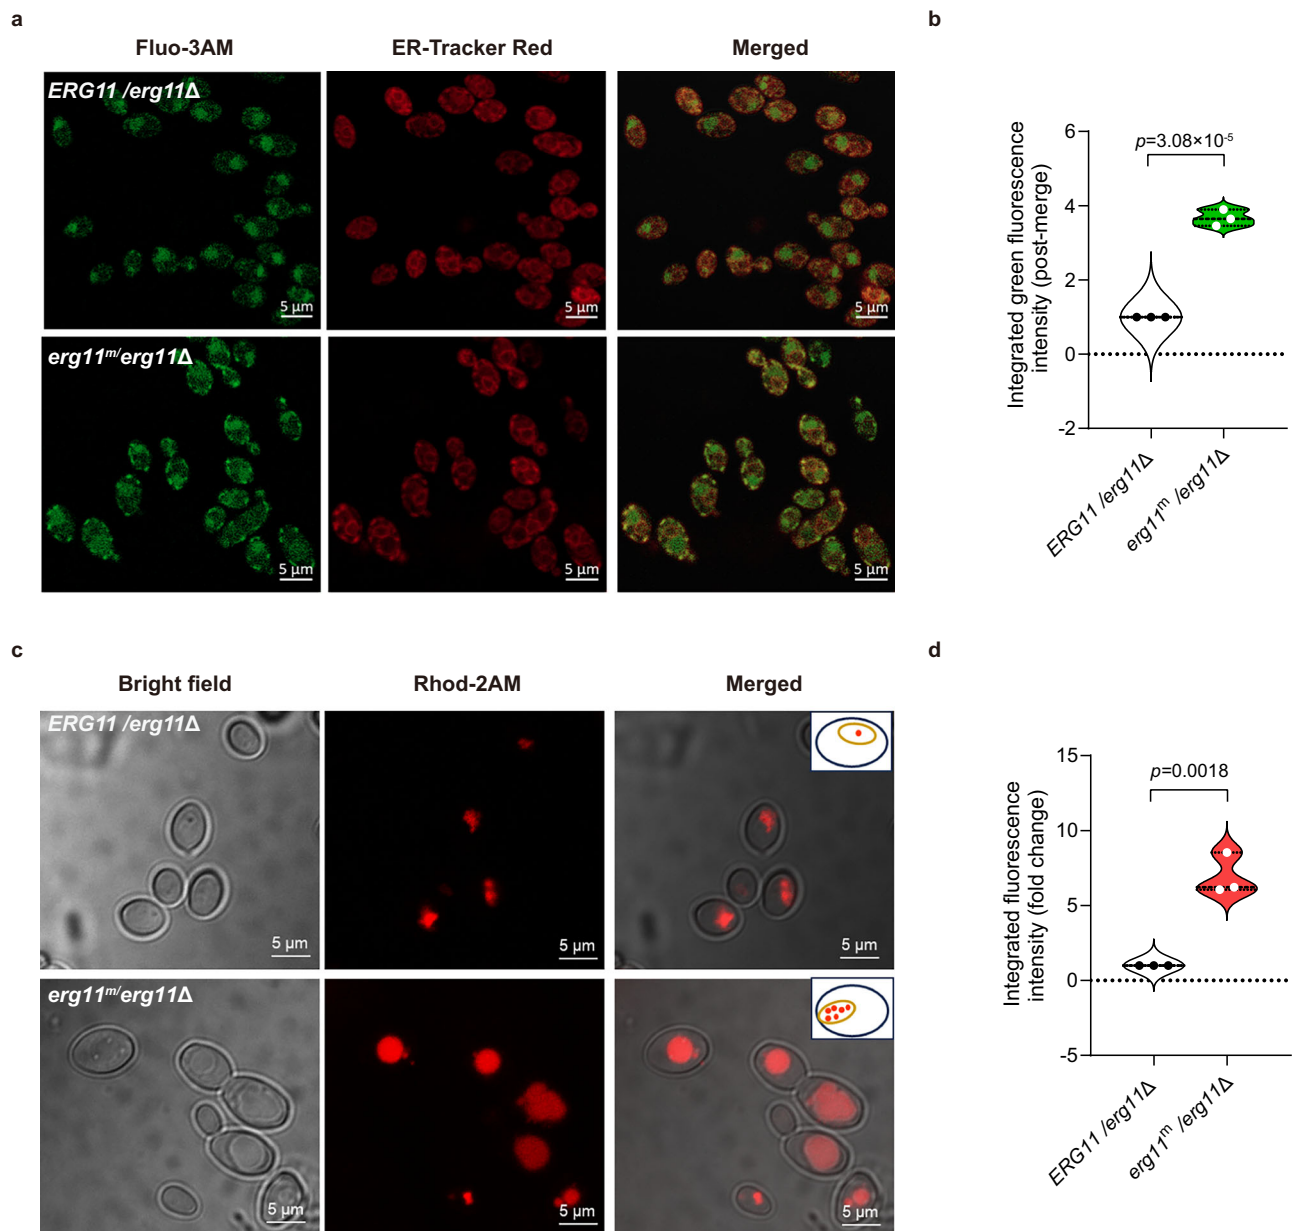 a
Fluo-3AM
ER-Tracker Red
Merged
ERG11 /erg11Δ
5 µm
5 µm
5 µm
erg11ᵐ/erg11Δ
5 µm
5 µm
5 µm
b
Integrated green fluorescence
intensity (post-merge)
6
4
2
0
-2
p=3.08×10⁻⁵
ERG11 /erg11Δ
erg11ᵐ /erg11Δ
c
Bright field
Rhod-2AM
Merged
ERG11 /erg11Δ
5 µm
5 µm
5 µm
erg11ᵐ/erg11Δ
5 µm
5 µm
5 µm
d
Integrated fluorescence
intensity (fold change)
15
10
5
0
-5
p=0.0018
ERG11 /erg11Δ
erg11ᵐ /erg11Δ